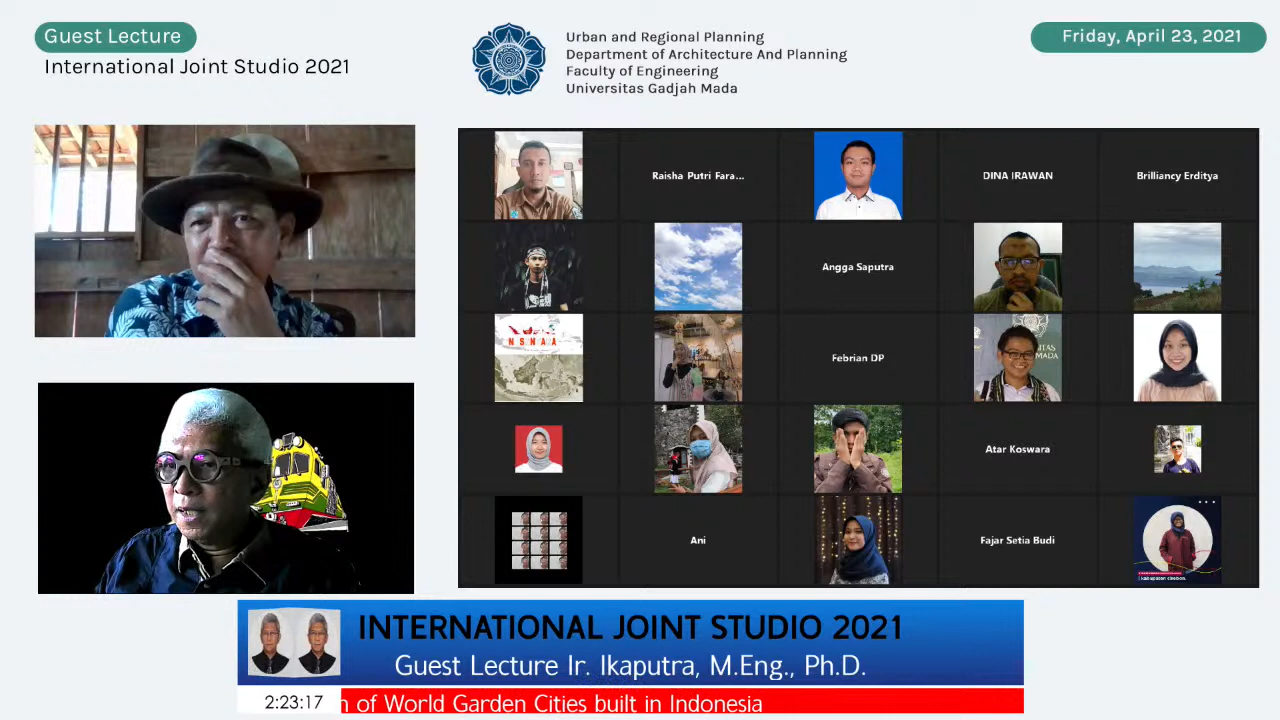 Guest Lecture
International Joint Studio 2021
Urban and Regional Planning
Department of Architecture And Planning
Faculty of Engineering
Universitas Gadjah Mada
Friday, April 23, 2021
Raisha Putri Fara...
DINA IRAWAN
Brilliancy Erditya
Angga Saputra
Febrian DP
Atar Koswara
Ani
Fajar Setia Budi
INTERNATIONAL JOINT STUDIO 2021
Guest Lecture Ir. Ikaputra, M.Eng., Ph.D.
2:23:17
of World Garden Cities built in Indonesia